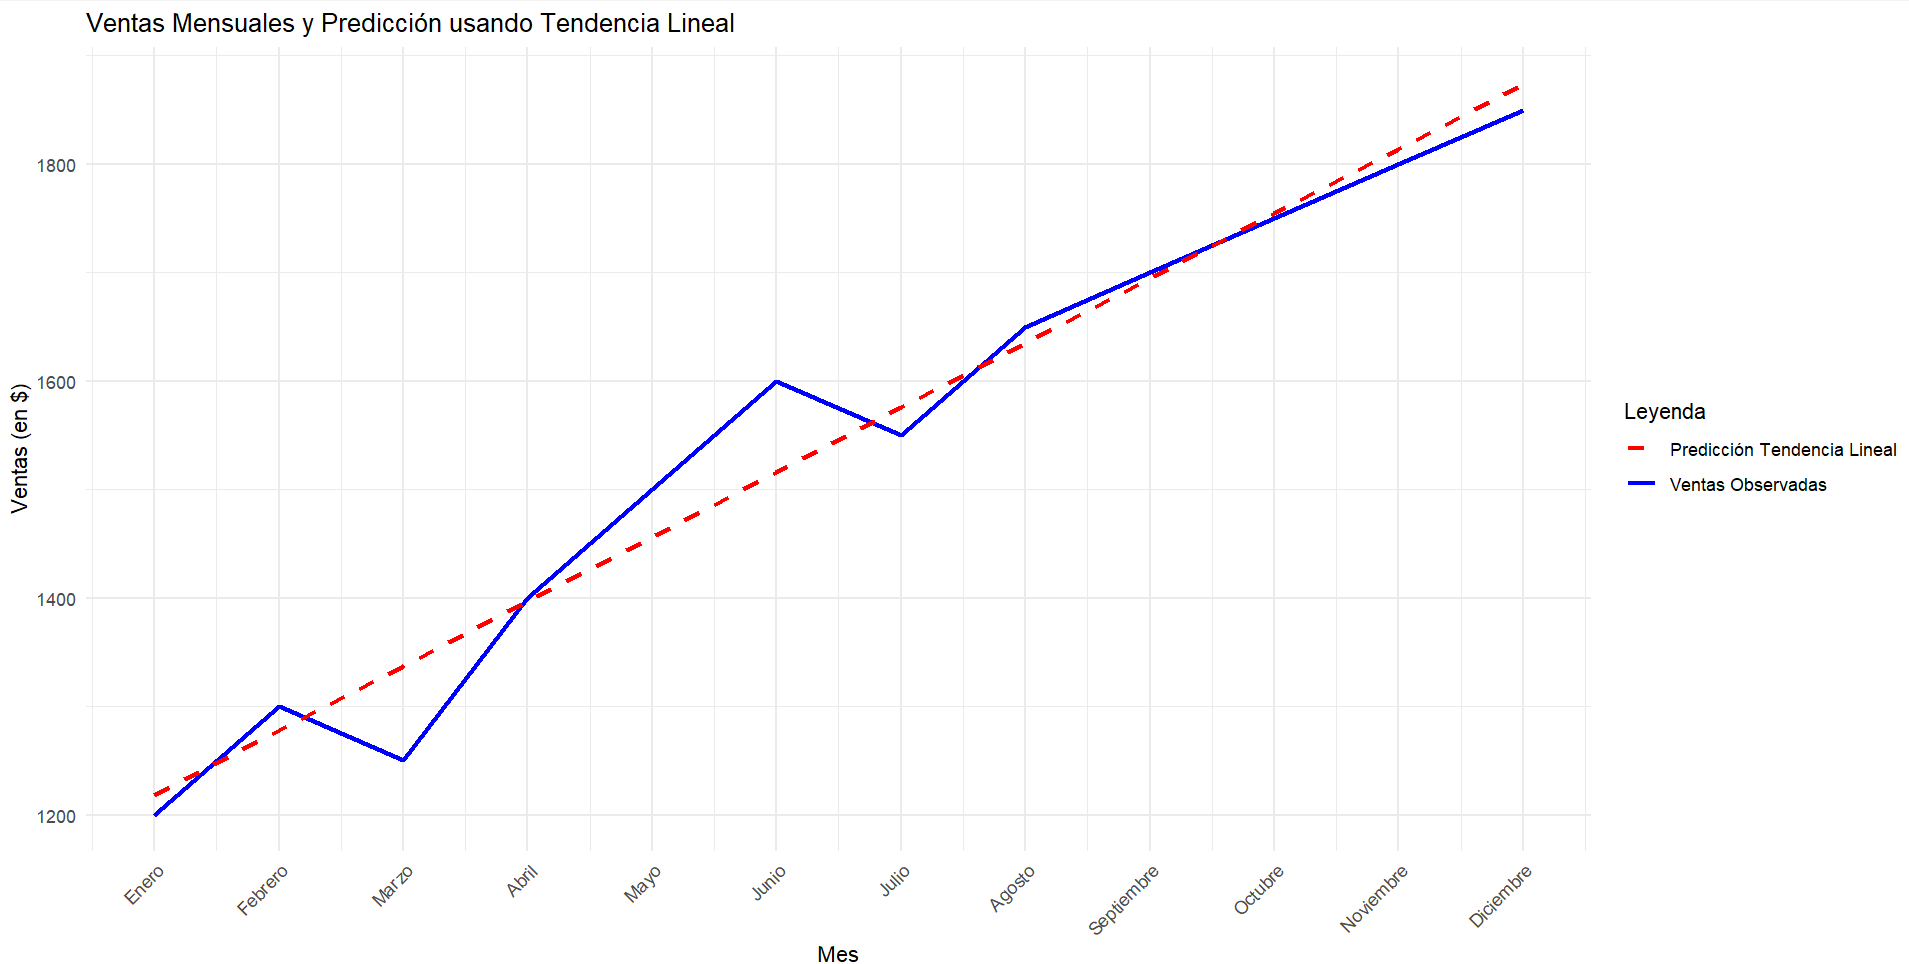 Ventas Mensuales y Predicción usando Tendencia Lineal
Ventas (en $)
1800
1600
1400
1200
Enero
Febrero
Marzo
Abril
Mayo
Junio
Julio
Agosto
Septiembre
Octubre
Noviembre
Diciembre
Mes
Leyenda
Predicción Tendencia Lineal
Ventas Observadas